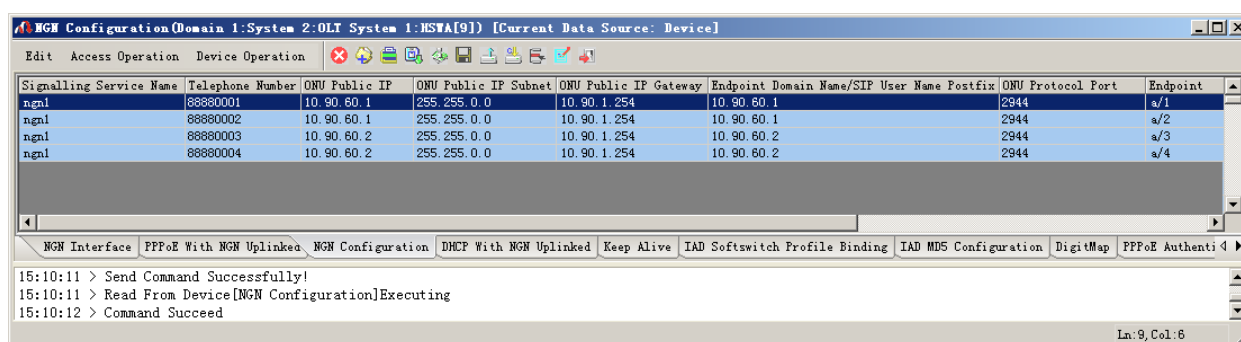 NGN Configuration(Domain 1:System 2:OLT System 1:HSWA[9]) [Current Data Source: Device]
Edit Access Operation Device Operation
Signalling Service Name Telephone Number ONU Public IP ONU Public IP Subnet ONU Public IP Gateway Endpoint Domain Name/SIP User Name Postfix ONU Protocol Port Endpoint
ngn1 88880001 10.90.60.1 255.255.0.0 10.90.1.254 10.90.60.1 2944 a/1
ngn1 88880002 10.90.60.1 255.255.0.0 10.90.1.254 10.90.60.1 2944 a/2
ngn1 88880003 10.90.60.2 255.255.0.0 10.90.1.254 10.90.60.2 2944 a/3
ngn1 88880004 10.90.60.2 255.255.0.0 10.90.1.254 10.90.60.2 2944 a/4
NGN Interface PPPoE With NGN Uplinked NGN Configuration DHCP With NGN Uplinked Keep Alive IAD Softswitch Profile Binding IAD MD5 Configuration DigitMap PPPoE Authenti
15:10:11 > Send Command Successfully!
15:10:11 > Read From Device[NGN Configuration]Executing
15:10:12 > Command Succeed
Ln:9,Col:6